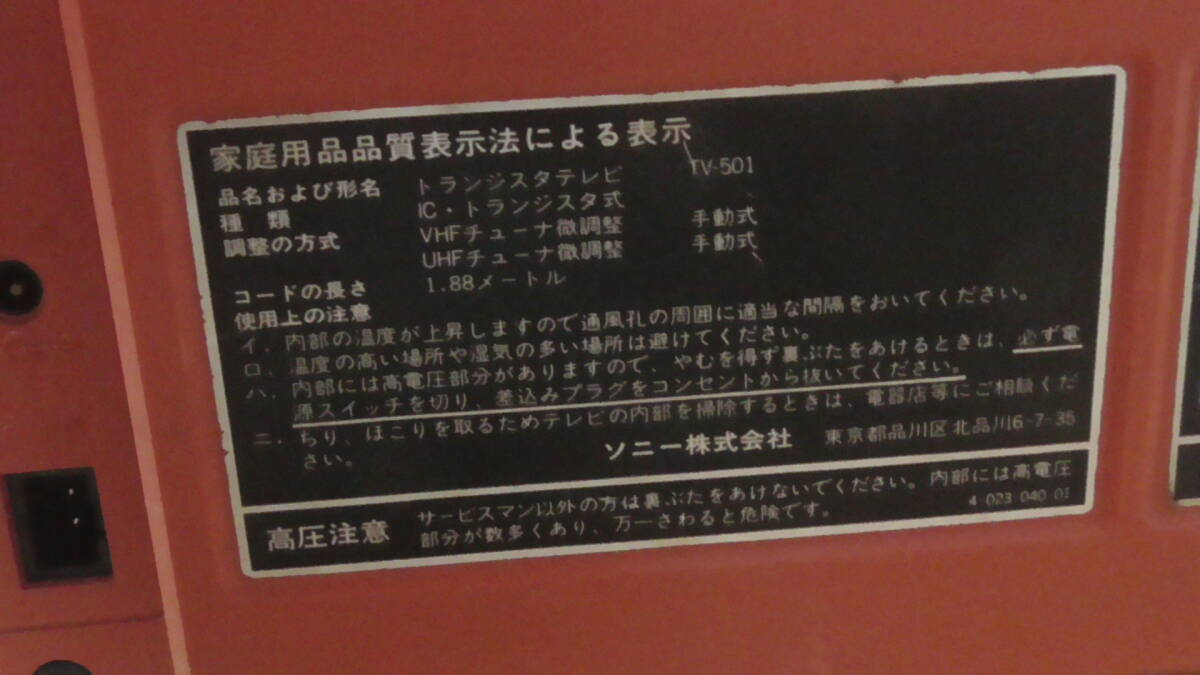 家庭用品品質表示法による表示
品名および形名 トランジスタテレビ TV-501
種類 IC・トランジスタ式
調整の方式 VHFチューナ微調整 手動式
UHFチューナ微調整 手動式
コードの長さ 1.88メートル
使用上の注意
イ. 内部の温度が上昇しますので通風孔の周囲に適当な間隔をおいてください。
ロ. 温度の高い場所や湿気の多い場所は避けてください。
ハ. 内部には高電圧部分がありますので、やむを得ず裏ぶたをあけるときは、必ず電
源スイッチを切り、差込みプラグをコンセントから抜いてください。
ニ. ちり、ほこりを取るためテレビの内部を掃除するときは、電器店等にご相談くだ
さい。
ソニー株式会社 東京都品川区北品川6-7-35
高圧注意 サービスマン以外の方は裏ぶたをあけないでください。内部には高電圧
部分が数多くあり、万一さわると危険です。 4 023 040 01